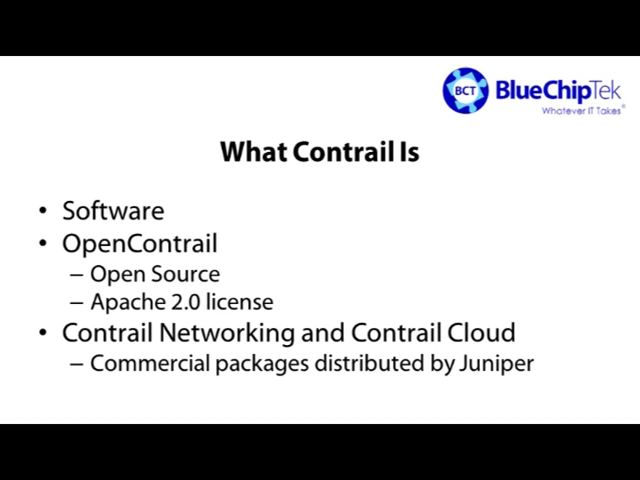 BCT BlueChipTek
Whatever IT Takes®
What Contrail Is
• Software
• OpenContrail
– Open Source
– Apache 2.0 license
• Contrail Networking and Contrail Cloud
– Commercial packages distributed by Juniper